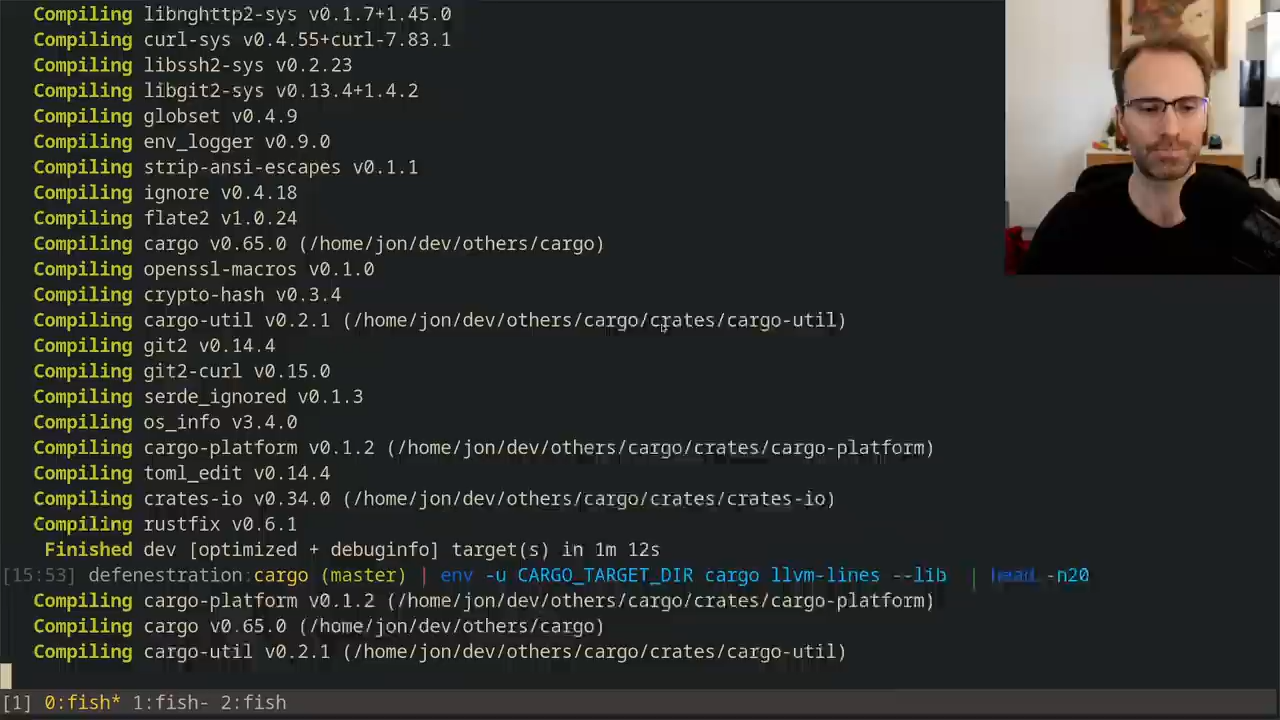 Compiling libnghttp2-sys v0.1.7+1.45.0
Compiling curl-sys v0.4.55+curl-7.83.1
Compiling libssh2-sys v0.2.23
Compiling libgit2-sys v0.13.4+1.4.2
Compiling globset v0.4.9
Compiling env_logger v0.9.0
Compiling strip-ansi-escapes v0.1.1
Compiling ignore v0.4.18
Compiling flate2 v1.0.24
Compiling cargo v0.65.0 (/home/jon/dev/others/cargo)
Compiling openssl-macros v0.1.0
Compiling crypto-hash v0.3.4
Compiling cargo-util v0.2.1 (/home/jon/dev/others/cargo/crates/cargo-util)
Compiling git2 v0.14.4
Compiling git2-curl v0.15.0
Compiling serde_ignored v0.1.3
Compiling os_info v3.4.0
Compiling cargo-platform v0.1.2 (/home/jon/dev/others/cargo/crates/cargo-platform)
Compiling toml_edit v0.14.4
Compiling crates-io v0.34.0 (/home/jon/dev/others/cargo/crates/crates-io)
Compiling rustfix v0.6.1
Finished dev [optimized + debuginfo] target(s) in 1m 12s
[15:53] defenestration:cargo (master) | env -u CARGO_TARGET_DIR cargo llvm-lines --lib | head -n20
Compiling cargo-platform v0.1.2 (/home/jon/dev/others/cargo/crates/cargo-platform)
Compiling cargo v0.65.0 (/home/jon/dev/others/cargo)
Compiling cargo-util v0.2.1 (/home/jon/dev/others/cargo/crates/cargo-util)
[1] 0:fish* 1:fish- 2:fish